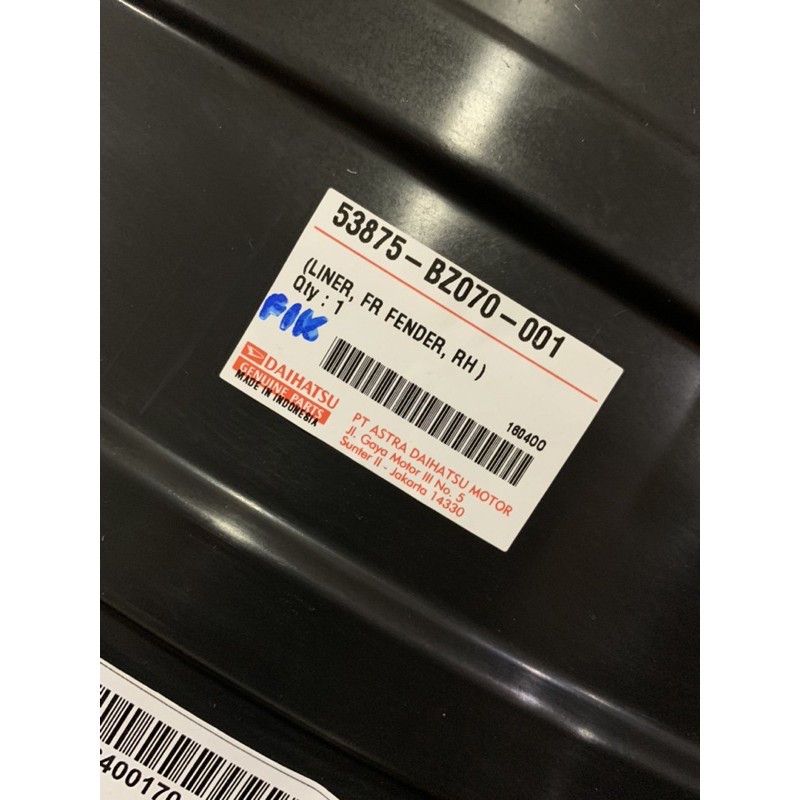 53875-BZ070-001
(LINER, FR FENDER, RH)
Qty : 1
FIK
160400
DAIHATSU
GENUINE PARTS
MADE IN INDONESIA
PT ASTRA DAIHATSU MOTOR
Jl. Gaya Motor III No. 5
Sunter II - Jakarta 14330